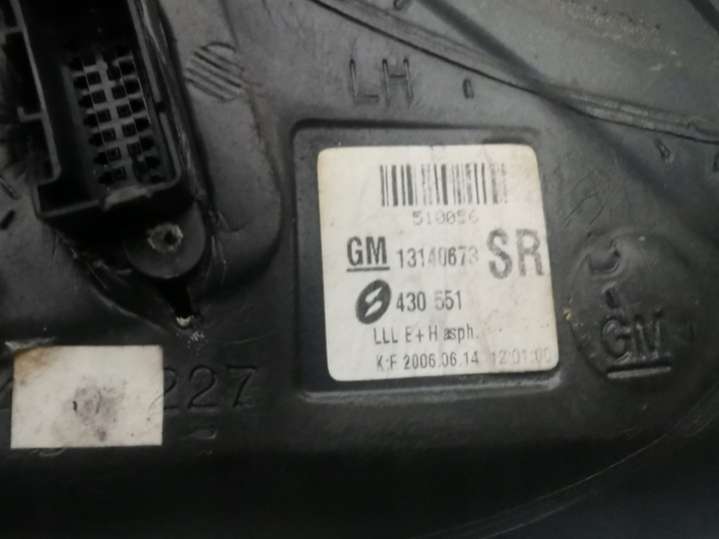 LH
510056
GM 13140673 SR
430 551
LLL E+H asph.
K:F 2006.06.14 12:01:00
GM
227